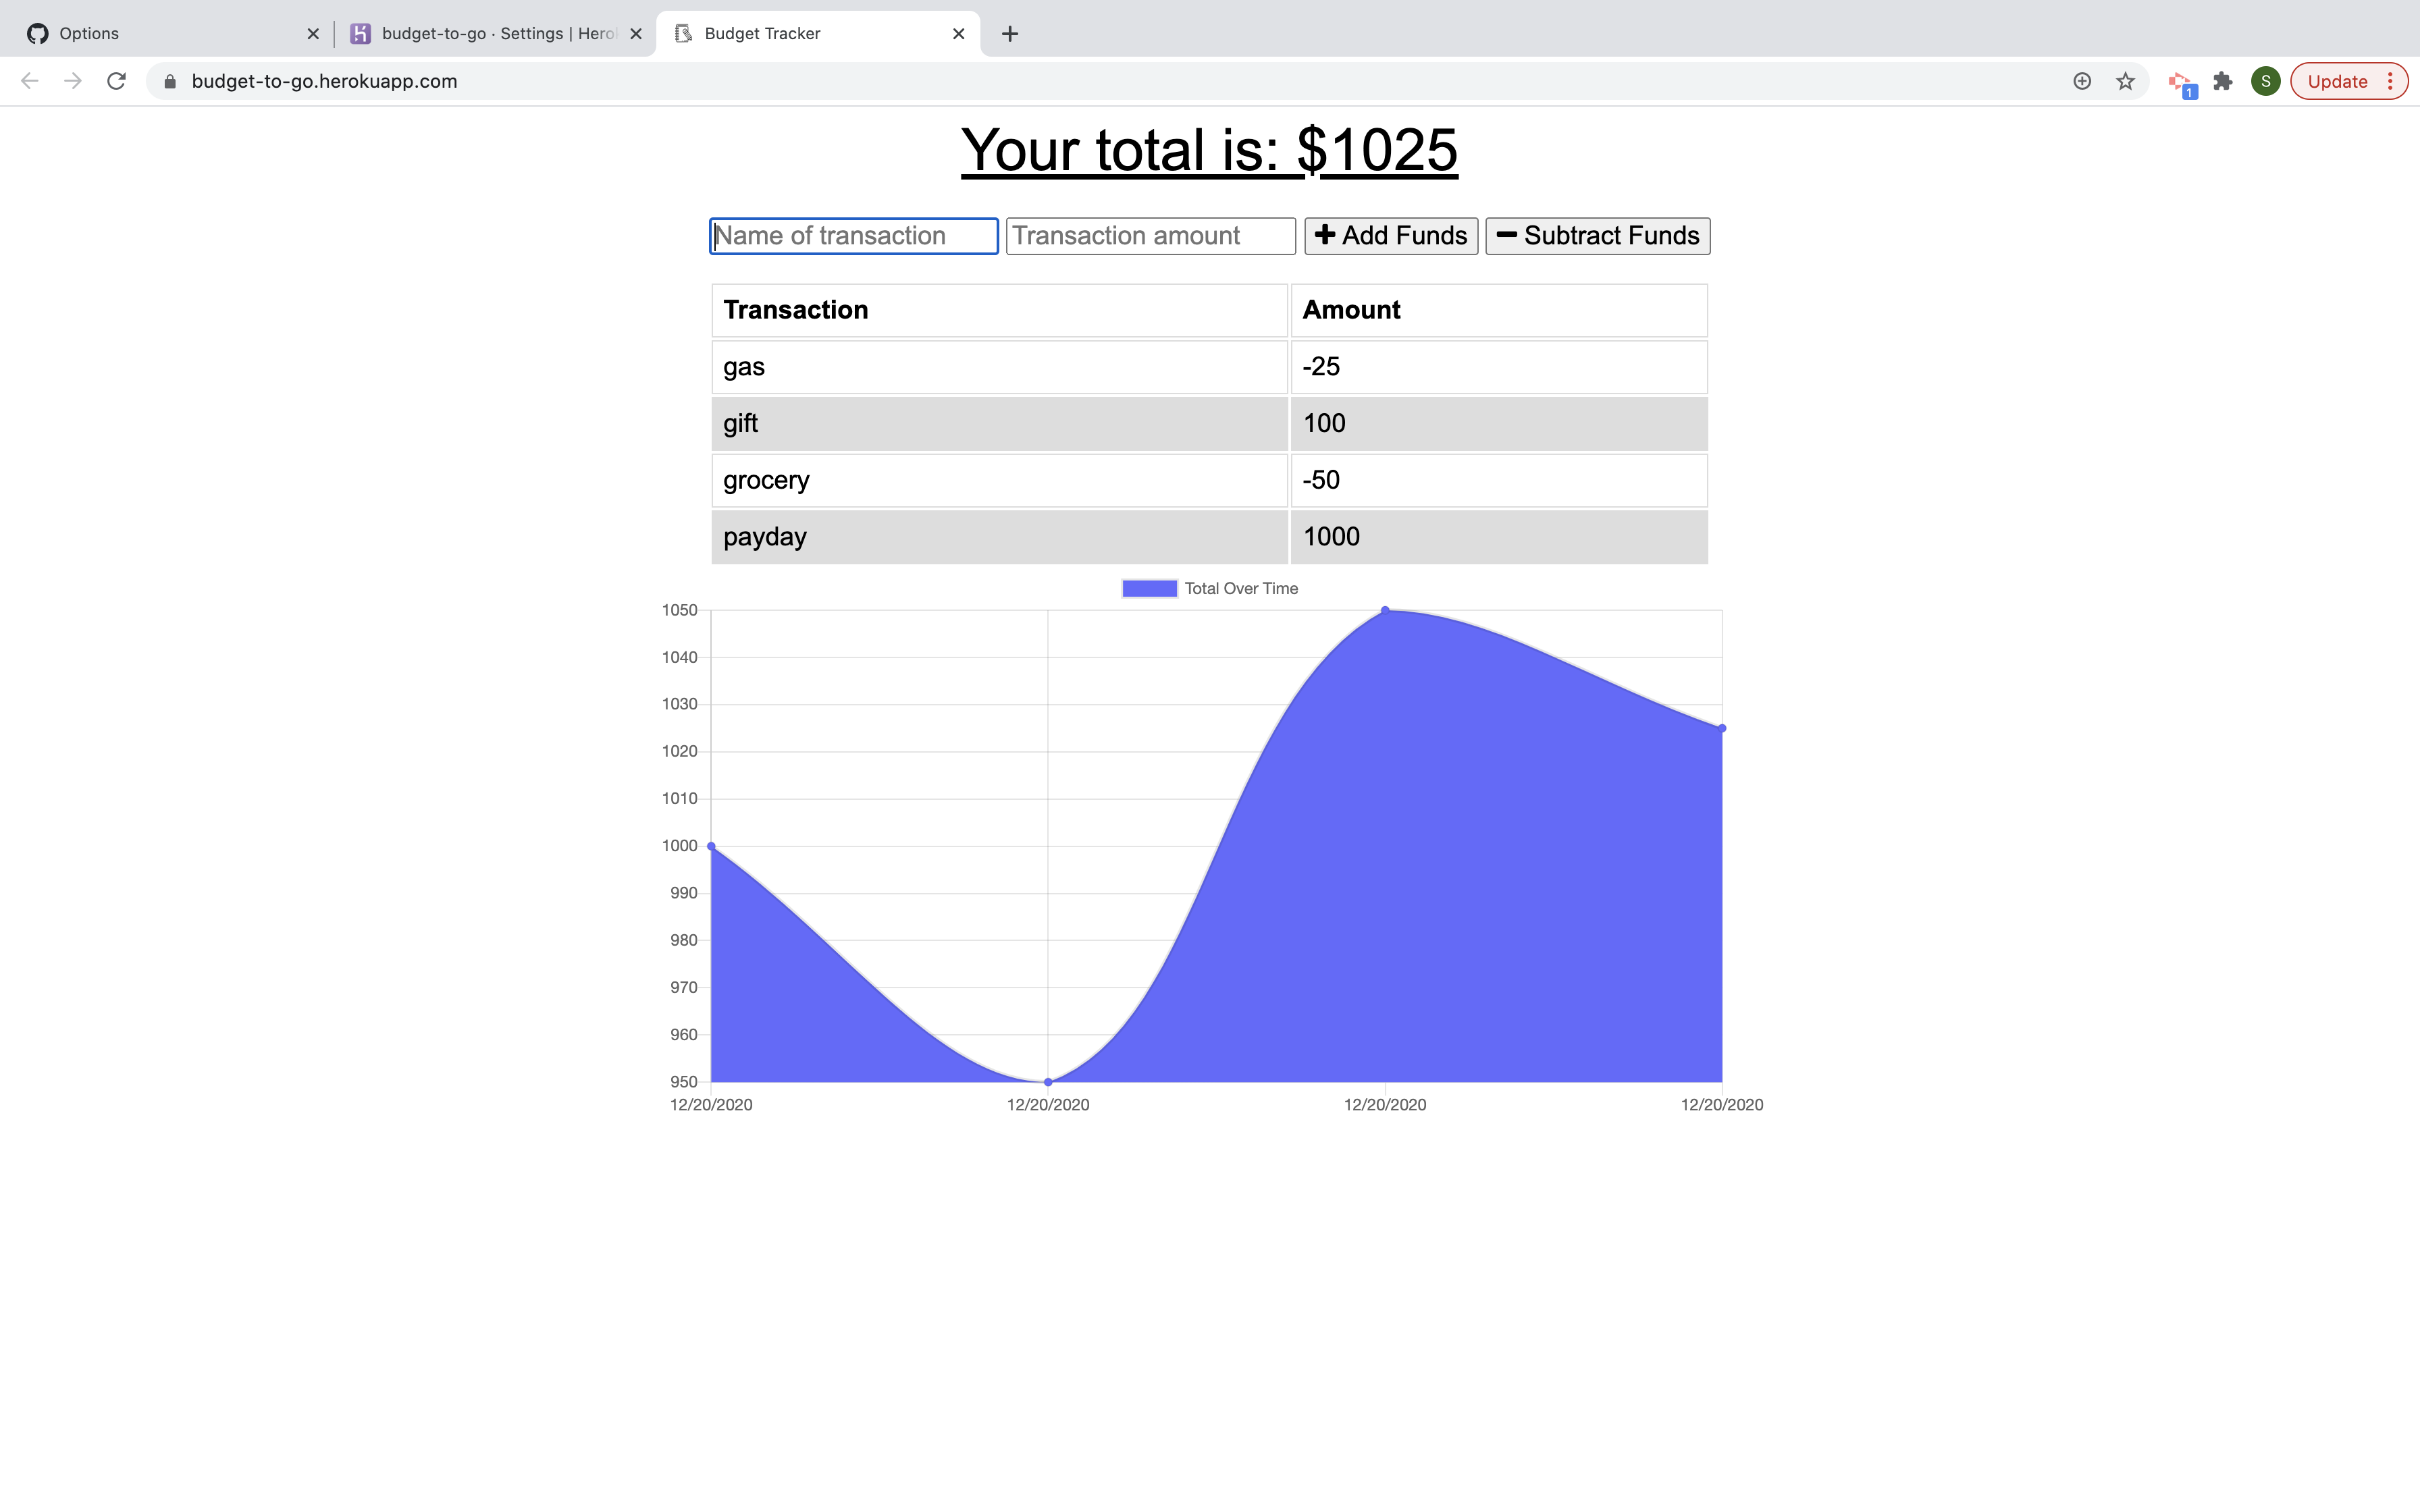 Options
budget-to-go · Settings | Hero
Budget Tracker
budget-to-go.herokuapp.com
1
S
Update
Your total is: $1025
Name of transaction Transaction amount Add Funds Subtract Funds
Transaction Amount
gas -25
gift 100
grocery -50
payday 1000
Total Over Time
1050
1040
1030
1020
1010
1000
990
980
970
960
950
12/20/2020 12/20/2020 12/20/2020 12/20/2020